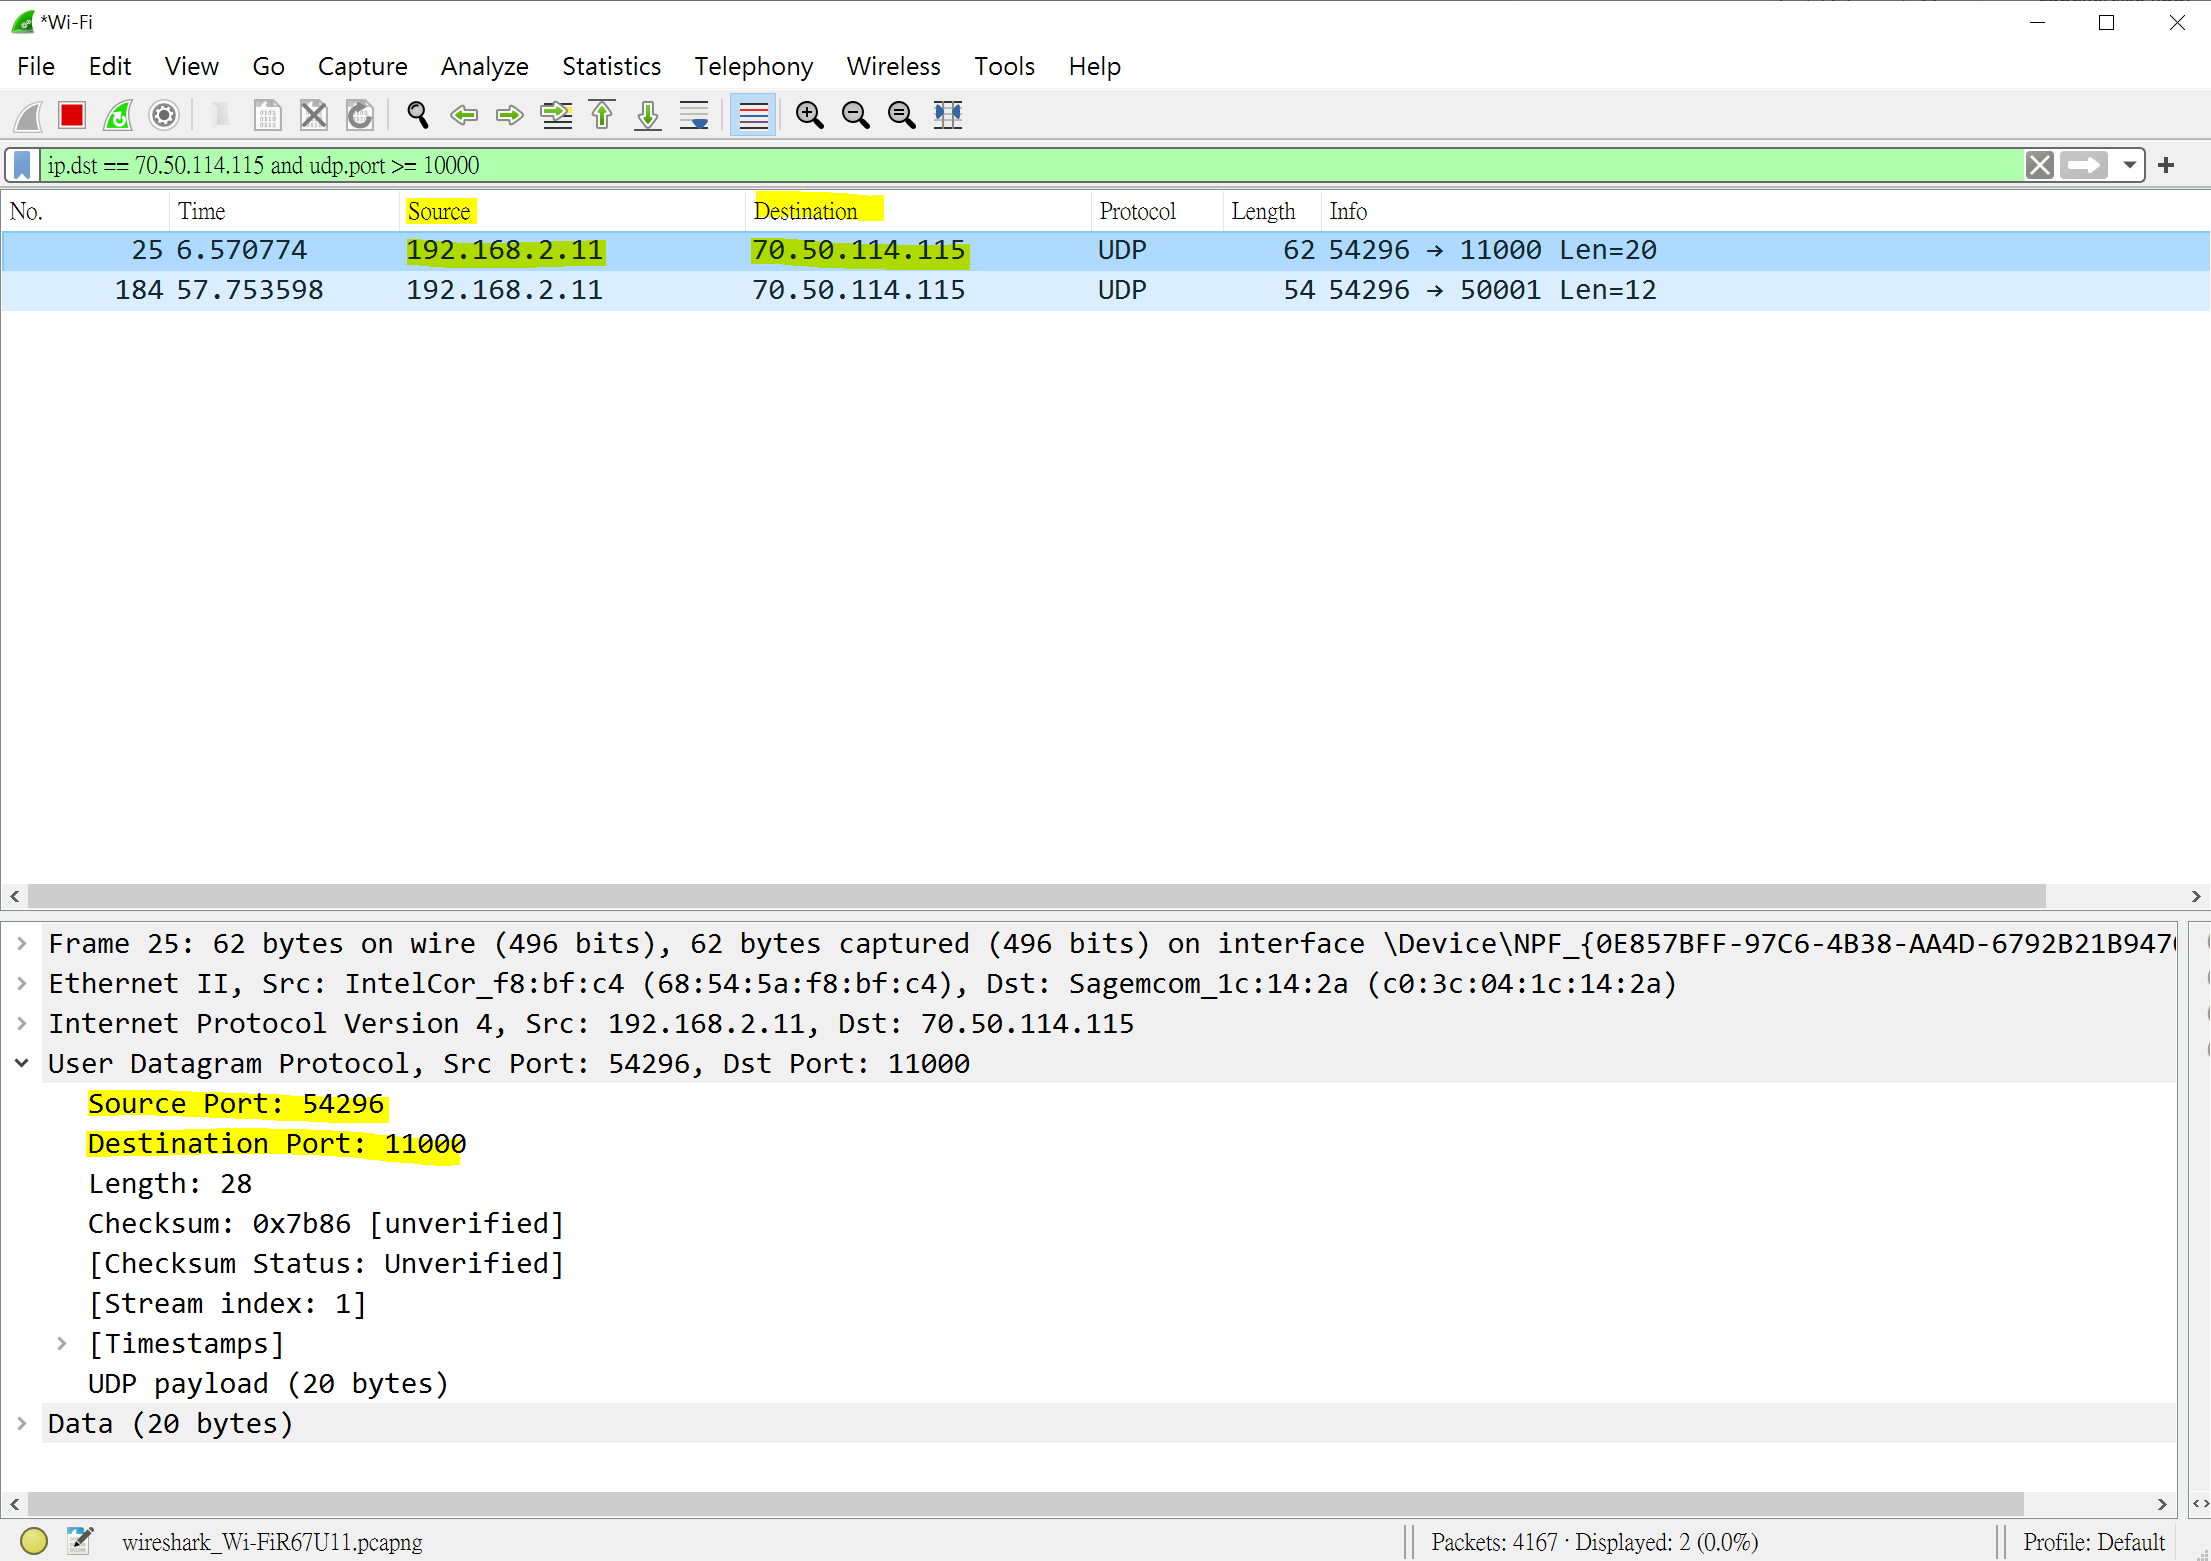 *Wi-Fi
File Edit View Go Capture Analyze Statistics Telephony Wireless Tools Help
ip.dst == 70.50.114.115 and udp.port >= 10000
No. Time Source Destination Protocol Length Info
25 6.570774 192.168.2.11 70.50.114.115 UDP 62 54296 → 11000 Len=20
184 57.753598 192.168.2.11 70.50.114.115 UDP 54 54296 → 50001 Len=12
Frame 25: 62 bytes on wire (496 bits), 62 bytes captured (496 bits) on interface \Device\NPF_{0E857BFF-97C6-4B38-AA4D-6792B21B947
Ethernet II, Src: IntelCor_f8:bf:c4 (68:54:5a:f8:bf:c4), Dst: Sagemcom_1c:14:2a (c0:3c:04:1c:14:2a)
Internet Protocol Version 4, Src: 192.168.2.11, Dst: 70.50.114.115
User Datagram Protocol, Src Port: 54296, Dst Port: 11000
Source Port: 54296
Destination Port: 11000
Length: 28
Checksum: 0x7b86 [unverified]
[Checksum Status: Unverified]
[Stream index: 1]
[Timestamps]
UDP payload (20 bytes)
Data (20 bytes)
wireshark_Wi-FiR67U11.pcapng Packets: 4167 · Displayed: 2 (0.0%) Profile: Default